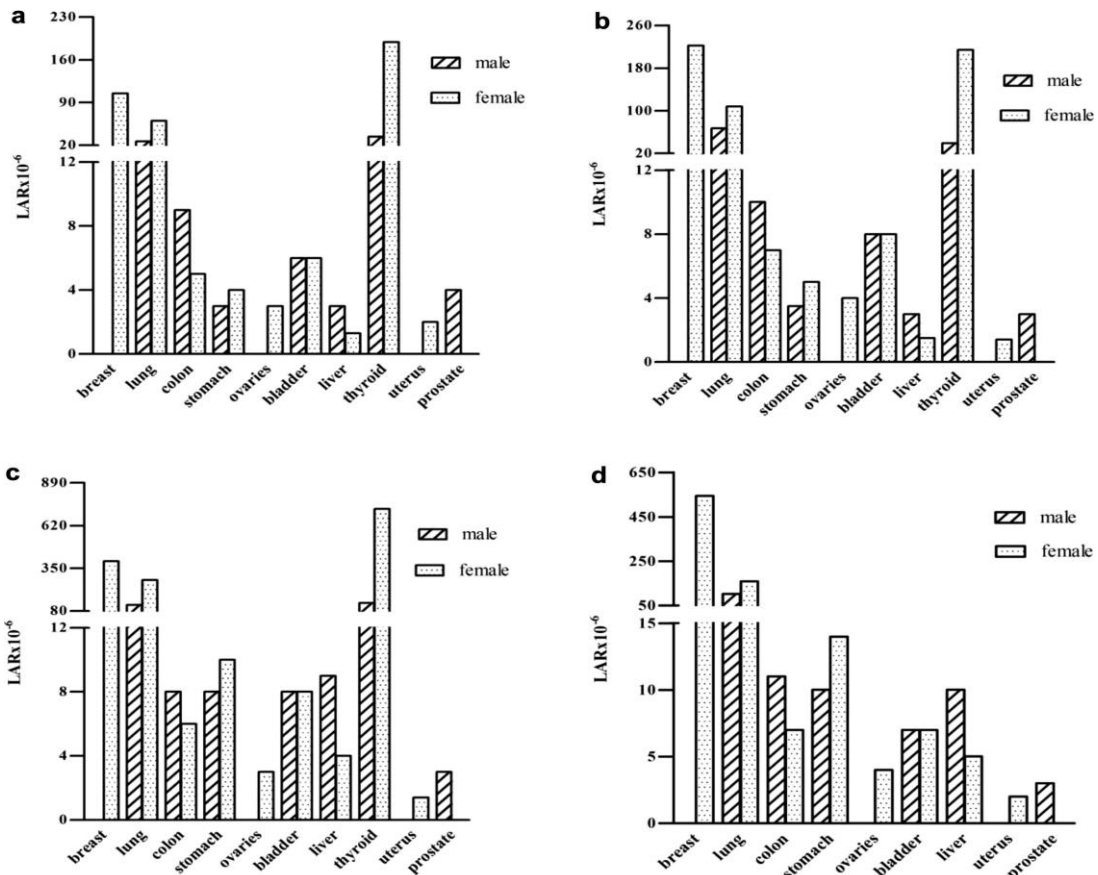 a
230
160
90
20
12
8
4
0
LARx10-6
male
female
breast
lung
colon
stomach
ovaries
bladder
liver
thyroid
uterus
prostate
b
260
180
100
20
12
8
4
0
LARx10-6
male
female
breast
lung
colon
stomach
ovaries
bladder
liver
thyroid
uterus
prostate
c
890
620
350
80
12
8
4
0
LARx10-6
male
female
breast
lung
colon
stomach
ovaries
bladder
liver
thyroid
uterus
prostate
d
650
450
250
50
15
10
5
0
LARx10-6
male
female
breast
lung
colon
stomach
ovaries
bladder
liver
uterus
prostate